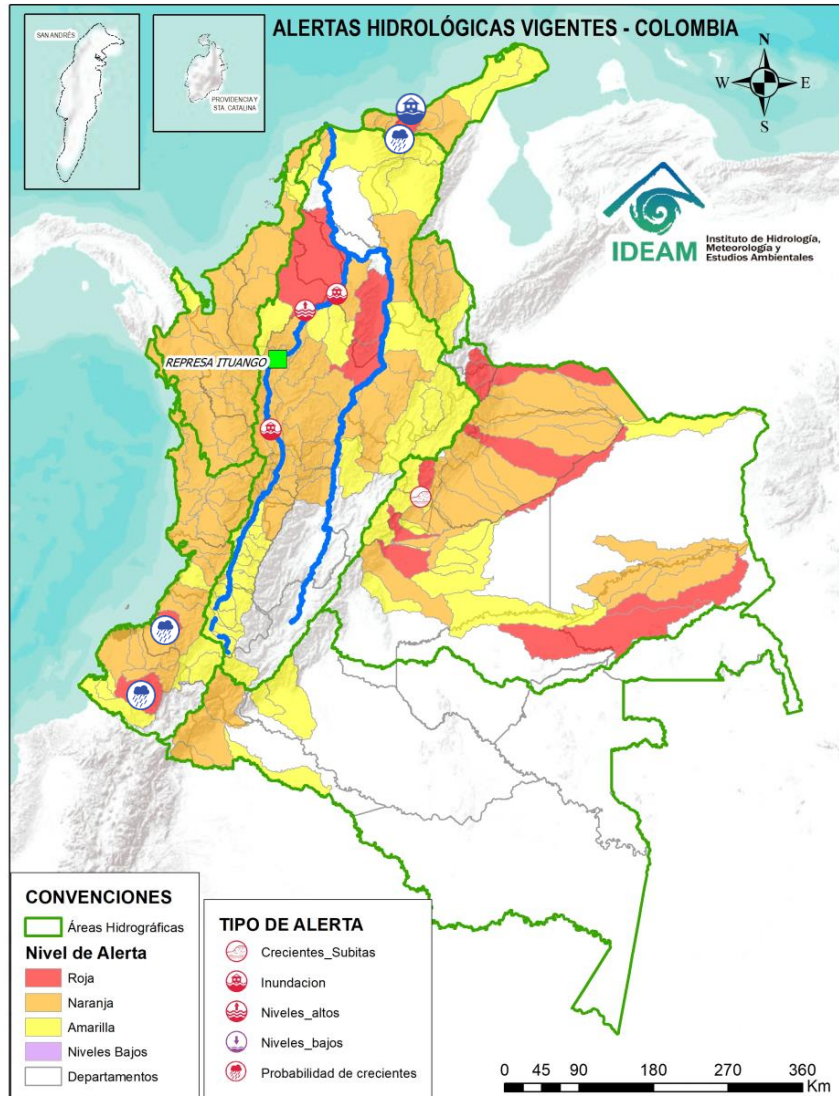 ALERTAS HIDROLÓGICAS VIGENTES - COLOMBIA
SAN ANDRÉS
PROVIDENCIA Y
STA. CATALINA
N
W
E
S
IDEAM
Instituto de Hidrología,
Meteorología y
Estudios Ambientales
REPRESA ITUANGO
CONVENCIONES
Áreas Hidrográficas
Nivel de Alerta
Roja
Naranja
Amarilla
Niveles Bajos
Departamentos
TIPO DE ALERTA
Crecientes_Subitas
Inundacion
Niveles_altos
Niveles_bajos
Probabilidad de crecientes
0 45 90 180 270 360
Km